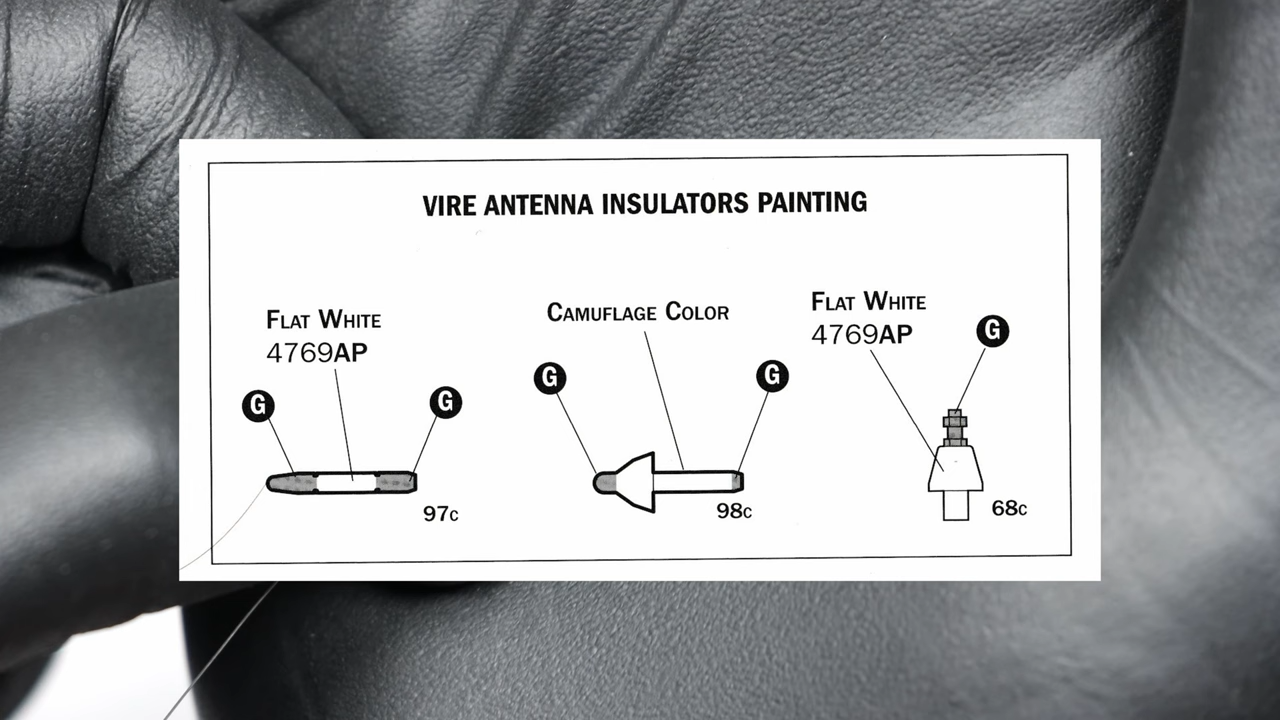 VIRE ANTENNA INSULATORS PAINTING
FLAT WHITE
4769AP
G
G
97C
CAMUFLAGE COLOR
G
G
98C
FLAT WHITE
4769AP
G
68C